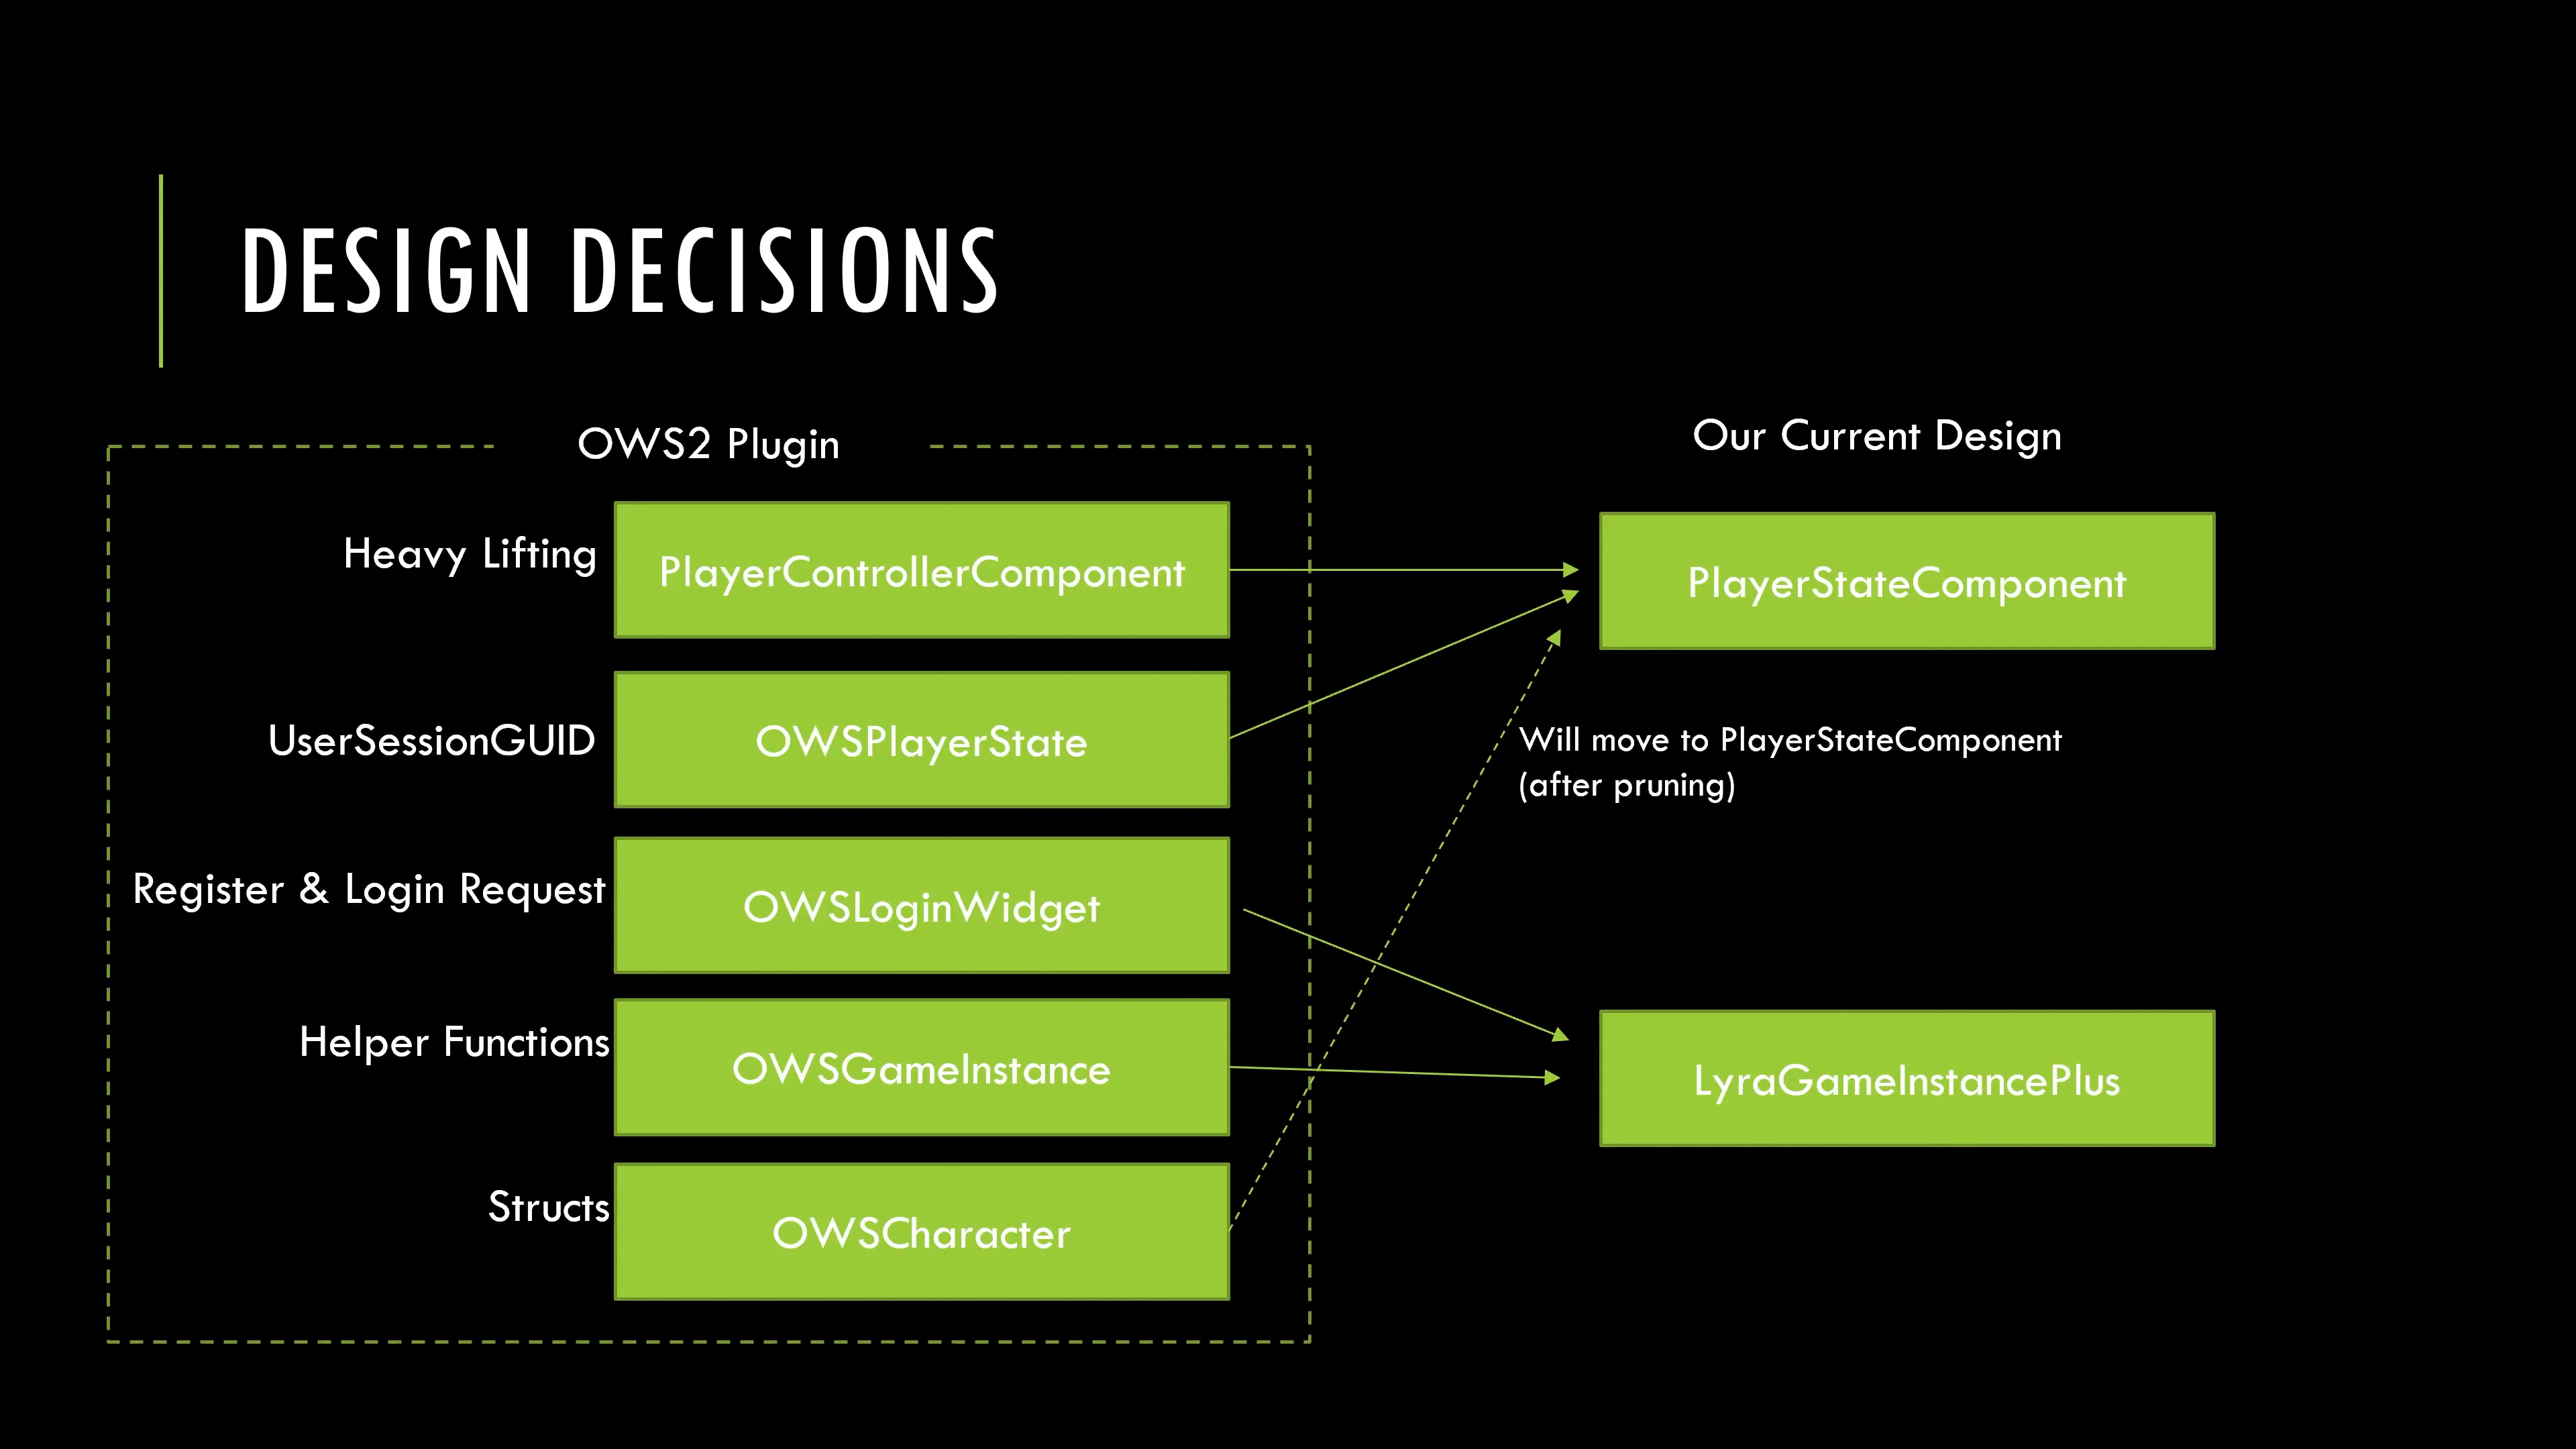 DESIGN DECISIONS
OWS2 Plugin
Our Current Design
Heavy Lifting
PlayerControllerComponent
PlayerStateComponent
UserSessionGUID
OWSPlayerState
Will move to PlayerStateComponent
(after pruning)
Register & Login Request
OWSLoginWidget
Helper Functions
OWSGameInstance
LyraGameInstancePlus
Structs
OWSCharacter